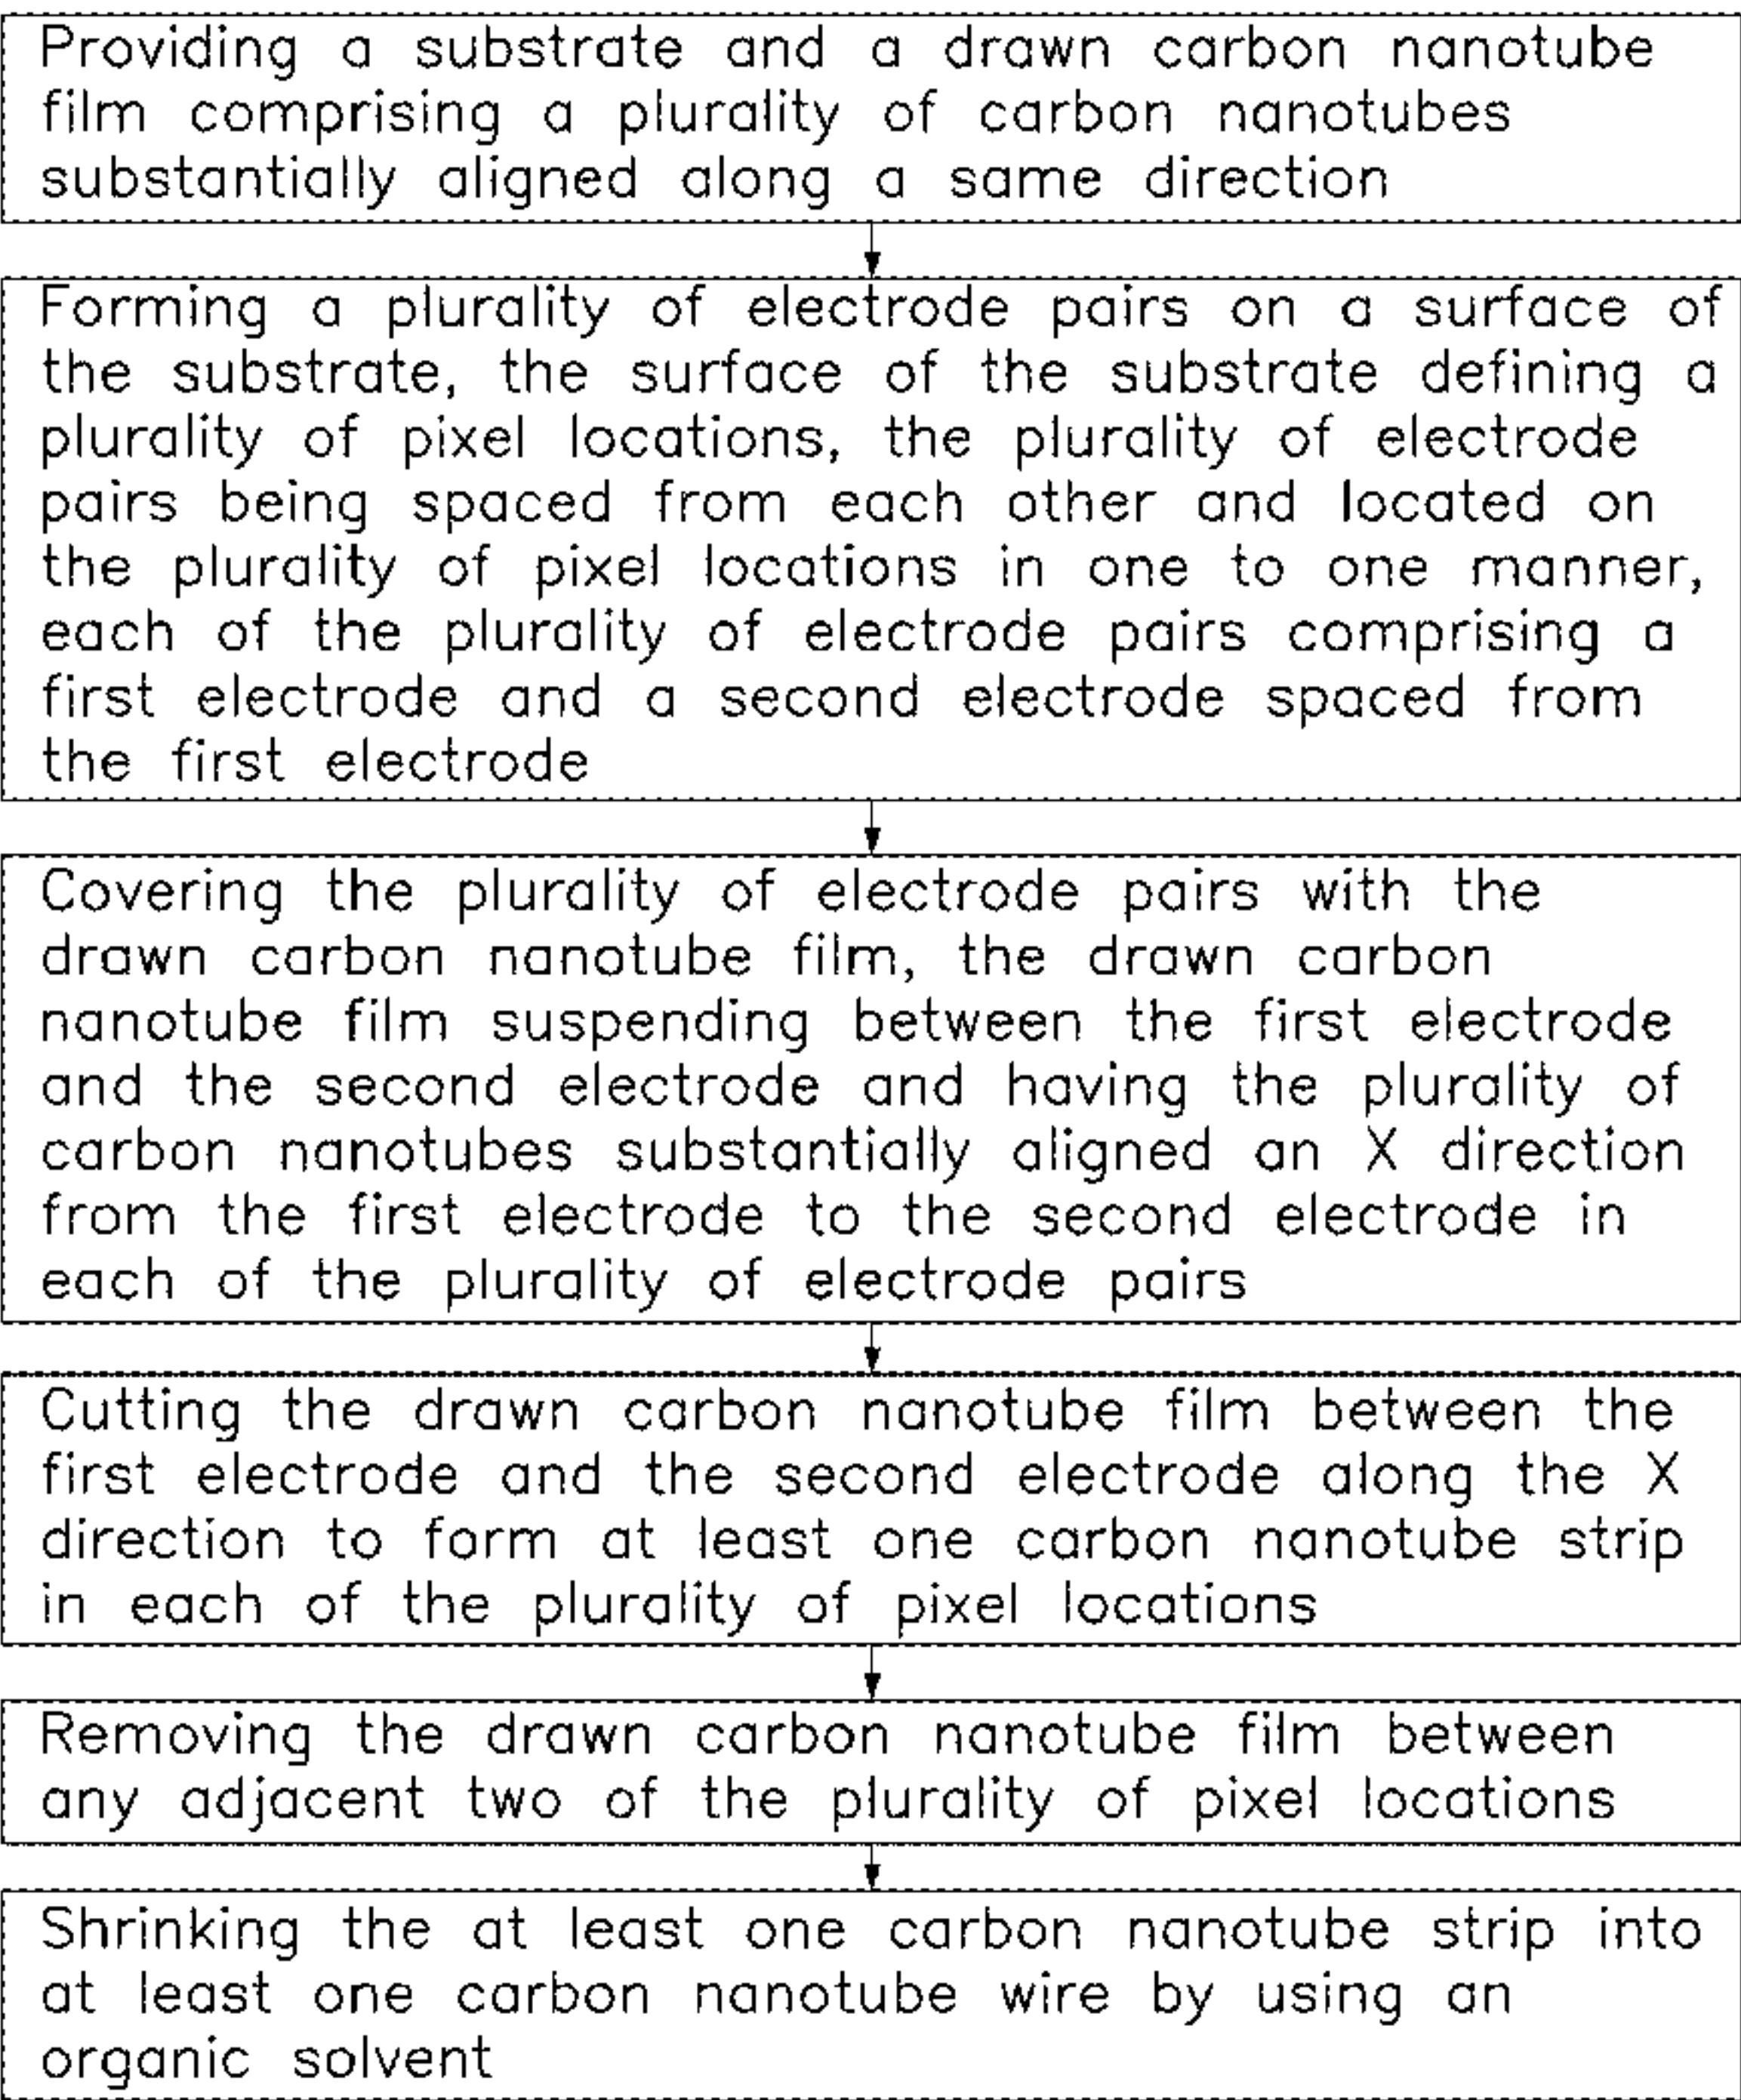 Providing a substrate and a drawn carbon nanotube
film comprising a plurality of carbon nanotubes
substantially aligned along a same direction
Forming a plurality of electrode pairs on a surface of
the substrate, the surface of the substrate defining a
plurality of pixel locations, the plurality of electrode
pairs being spaced from each other and located on
the plurality of pixel locations in one to one manner,
each of the plurality of electrode pairs comprising a
first electrode and a second electrode spaced from
the first electrode
Covering the plurality of electrode pairs with the
drawn carbon nanotube film, the drawn carbon
nanotube film suspending between the first electrode
and the second electrode and having the plurality of
carbon nanotubes substantially aligned an X direction
from the first electrode to the second electrode in
each of the plurality of electrode pairs
Cutting the drawn carbon nanotube film between the
first electrode and the second electrode along the X
direction to form at least one carbon nanotube strip
in each of the plurality of pixel locations
Removing the drawn carbon nanotube film between
any adjacent two of the plurality of pixel locations
Shrinking the at least one carbon nanotube strip into
at least one carbon nanotube wire by using an
organic solvent